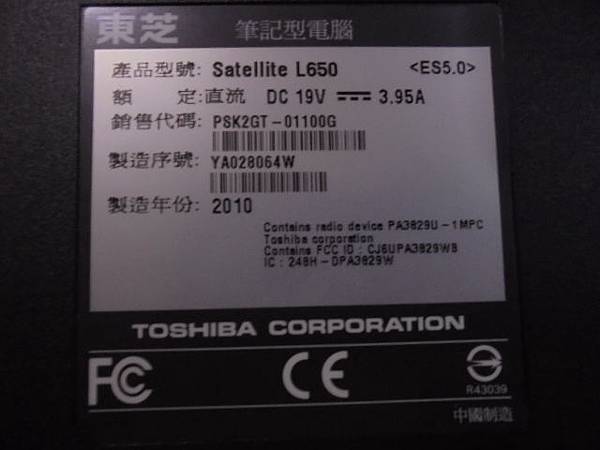 東芝 筆記型電腦
產品型號: Satellite L650 <ES5.0>
額 定:直流 DC 19V 3.95A
銷售代碼: PSK2GT-01100G
製造序號: YA028064W
製造年份: 2010
Contains radio device PA3829U-1MPC
Toshiba corporation
Contains FCC ID : CJ6UPA3829WB
IC : 248H-DPA3829W
TOSHIBA CORPORATION
FC CE
R43039
中國制造